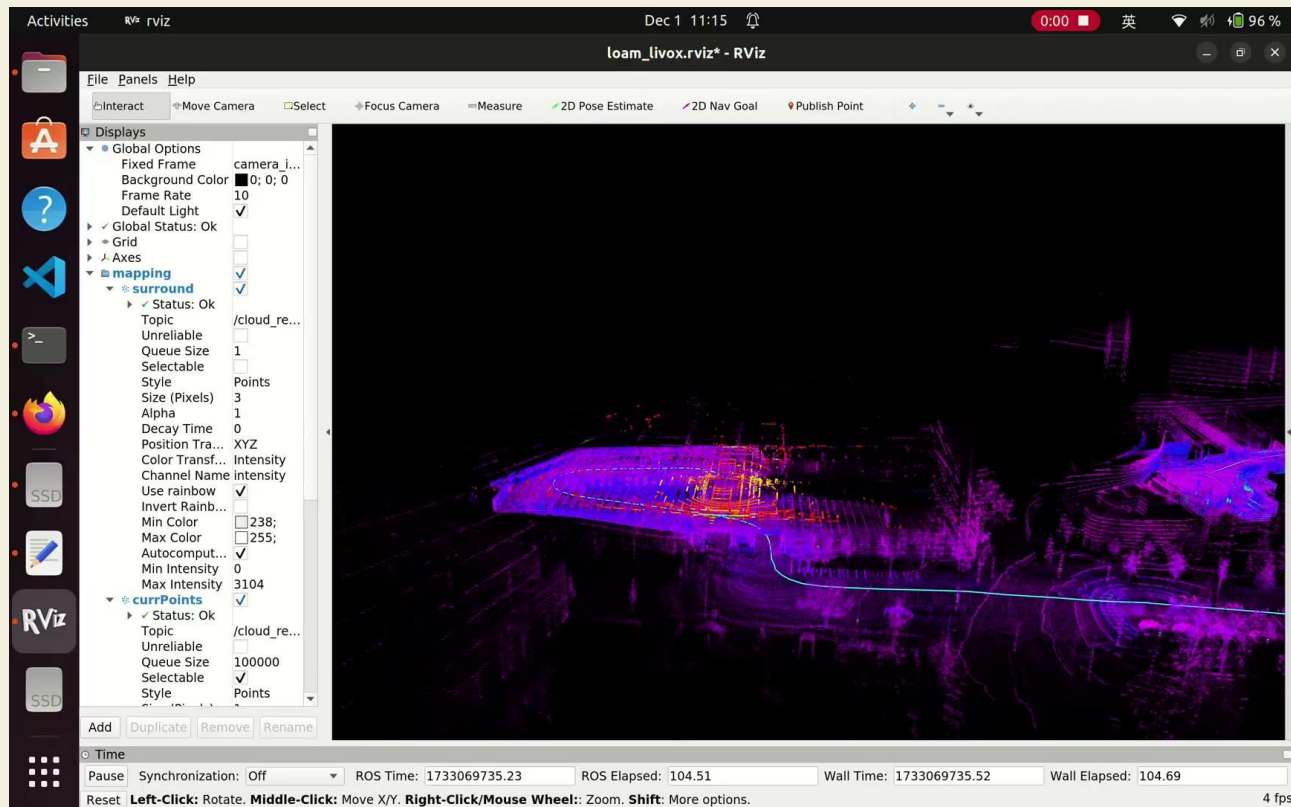 Activities RViz rviz Dec 1 11:15 0:00 英 96 %
loam_livox.rviz* - RViz
File Panels Help
Interact Move Camera Select Focus Camera Measure 2D Pose Estimate 2D Nav Goal Publish Point
Displays
Global Options
Fixed Frame camera_i...
Background Color 0; 0; 0
Frame Rate 10
Default Light
Global Status: Ok
Grid
Axes
mapping
surround
Status: Ok
Topic /cloud_re...
Unreliable
Queue Size 1
Selectable
Style Points
Size (Pixels) 3
Alpha 1
Decay Time 0
Position Tra... XYZ
Color Transf... Intensity
Channel Name intensity
Use rainbow
Invert Rainb...
Min Color 238;
Max Color 255;
Autocomput...
Min Intensity 0
Max Intensity 3104
currPoints
Status: Ok
Topic /cloud_re...
Unreliable
Queue Size 100000
Selectable
Style Points
SSD
RViz
SSD
Add Duplicate Remove Rename
Time
Pause Synchronization: Off ROS Time: 1733069735.23 ROS Elapsed: 104.51 Wall Time: 1733069735.52 Wall Elapsed: 104.69
Reset Left-Click: Rotate. Middle-Click: Move X/Y. Right-Click/Mouse Wheel:: Zoom. Shift: More options. 4 fps